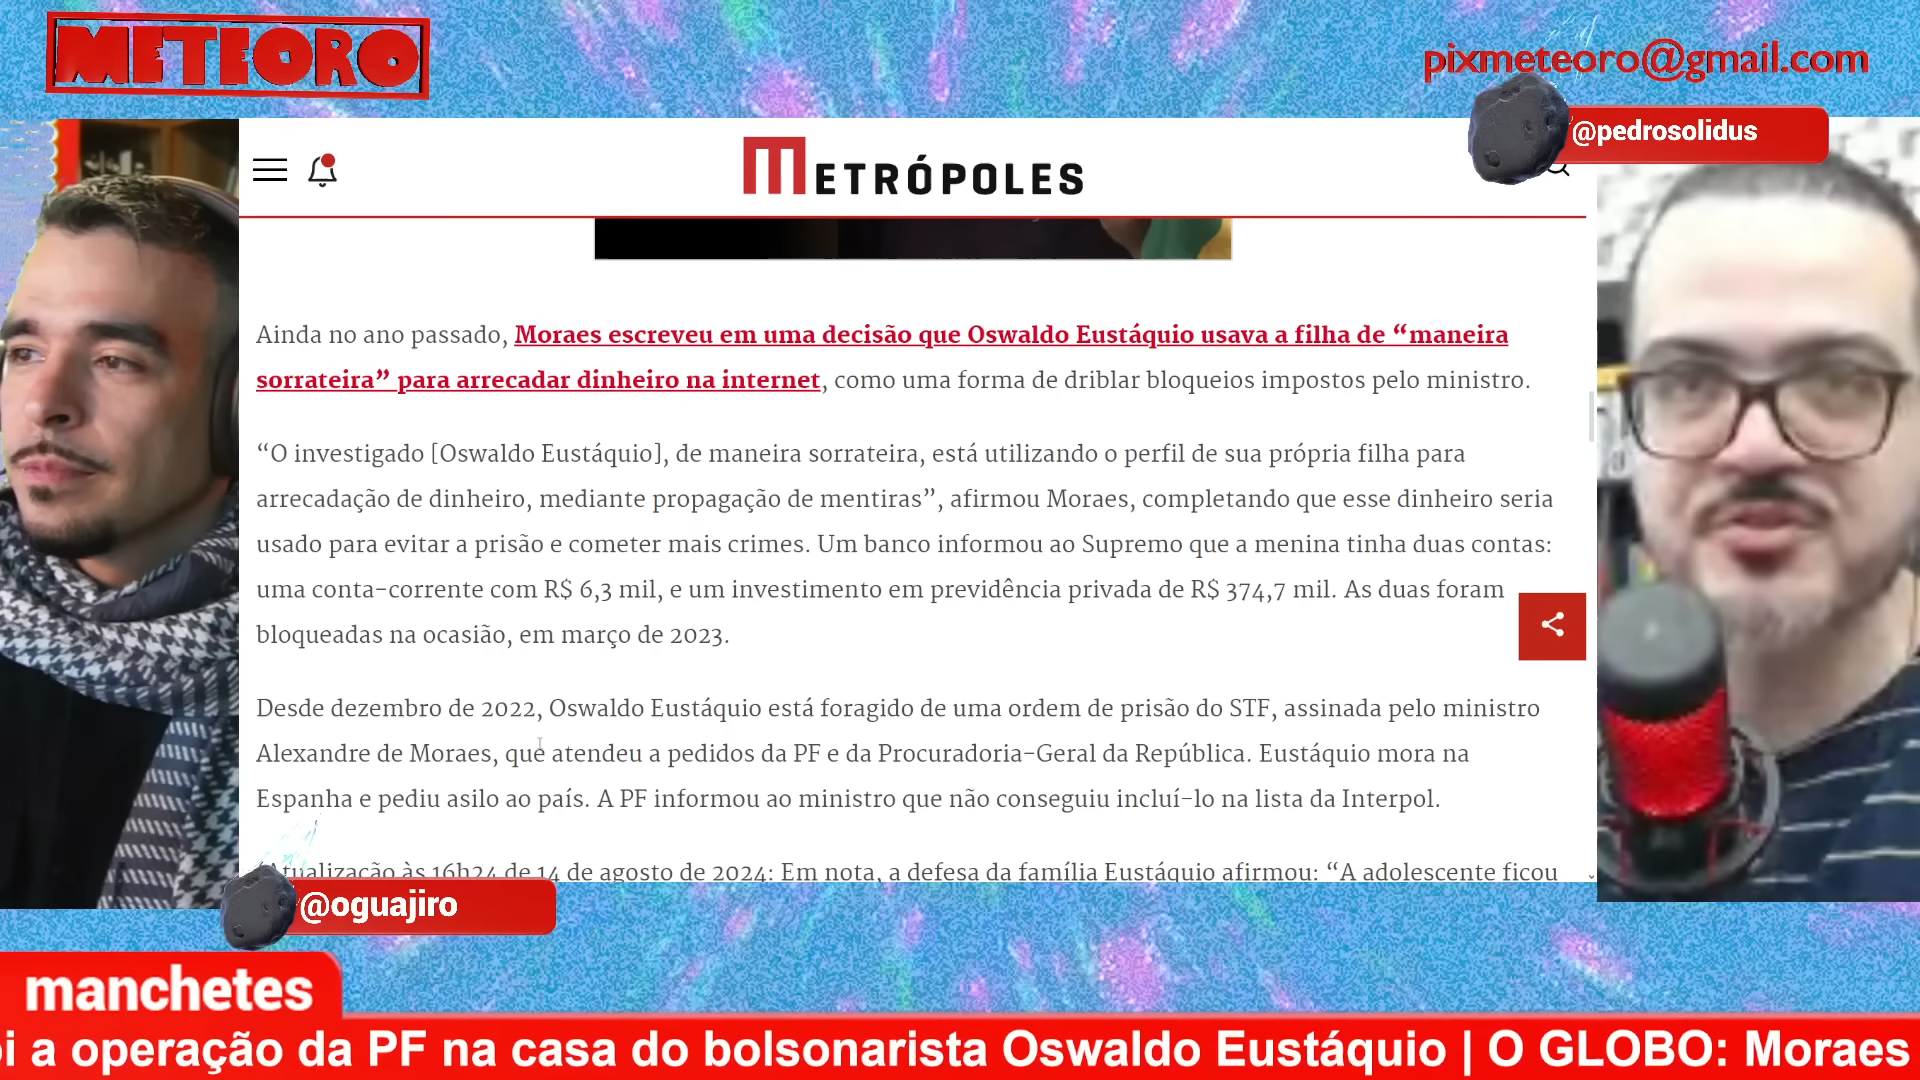 METEORO
pixmeteoro@gmail.com
@pedrosolidus
METRÓPOLES
Ainda no ano passado, Moraes escreveu em uma decisão que Oswaldo Eustáquio usava a filha de “maneira
sorrateira” para arrecadar dinheiro na internet, como uma forma de driblar bloqueios impostos pelo ministro.
“O investigado [Oswaldo Eustáquio], de maneira sorrateira, está utilizando o perfil de sua própria filha para
arrecadação de dinheiro, mediante propagação de mentiras”, afirmou Moraes, completando que esse dinheiro seria
usado para evitar a prisão e cometer mais crimes. Um banco informou ao Supremo que a menina tinha duas contas:
uma conta-corrente com R$ 6,3 mil, e um investimento em previdência privada de R$ 374,7 mil. As duas foram
bloqueadas na ocasião, em março de 2023.
Desde dezembro de 2022, Oswaldo Eustáquio está foragido de uma ordem de prisão do STF, assinada pelo ministro
Alexandre de Moraes, que atendeu a pedidos da PF e da Procuradoria-Geral da República. Eustáquio mora na
Espanha e pediu asilo ao país. A PF informou ao ministro que não conseguiu incluí-lo na lista da Interpol.
Atualização às 16h24 de 14 de agosto de 2024: Em nota, a defesa da família Eustáquio afirmou: “A adolescente ficou
@oguajiro
manchetes
i a operação da PF na casa do bolsonarista Oswaldo Eustáquio | O GLOBO: Moraes